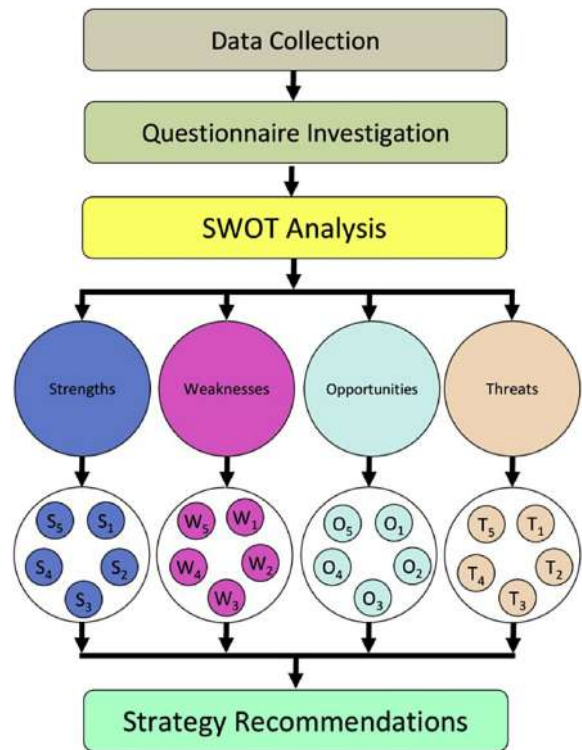 Data Collection
Questionnaire Investigation
SWOT Analysis
Strengths
Weaknesses
Opportunities
Threats
S₅ S₁
S₄ S₂
S₃
W₅ W₁
W₄ W₂
W₃
O₅ O₁
O₄ O₂
O₃
T₅ T₁
T₄ T₂
T₃
Strategy Recommendations